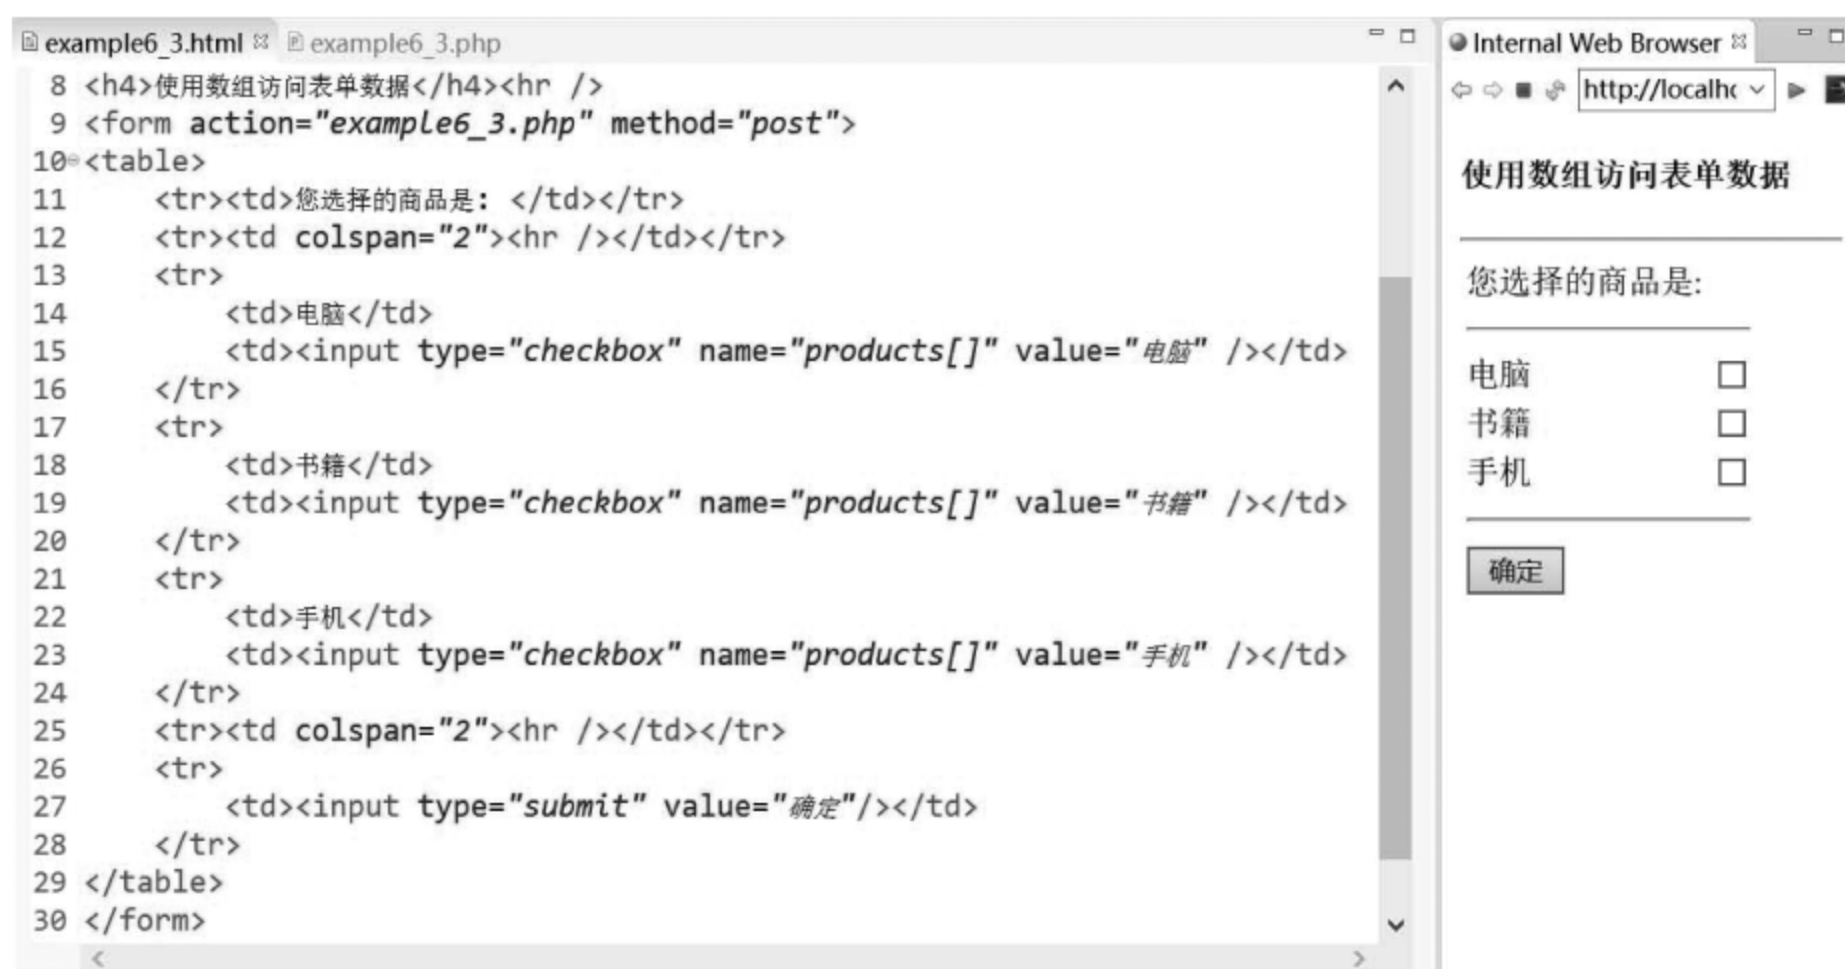 example6_3.html example6_3.php
8 <h4>使用数组访问表单数据</h4><hr />
9 <form action="example6_3.php" method="post">
10 <table>
11     <tr><td>您选择的商品是: </td></tr>
12     <tr><td colspan="2"><hr /></td></tr>
13     <tr>
14         <td>电脑</td>
15         <td><input type="checkbox" name="products[]" value="电脑" /></td>
16     </tr>
17     <tr>
18         <td>书籍</td>
19         <td><input type="checkbox" name="products[]" value="书籍" /></td>
20     </tr>
21     <tr>
22         <td>手机</td>
23         <td><input type="checkbox" name="products[]" value="手机" /></td>
24     </tr>
25     <tr><td colspan="2"><hr /></td></tr>
26     <tr>
27         <td><input type="submit" value="确定"/></td>
28     </tr>
29 </table>
30 </form>
Internal Web Browser
http://localhc
使用数组访问表单数据
您选择的商品是:
电脑
书籍
手机
确定